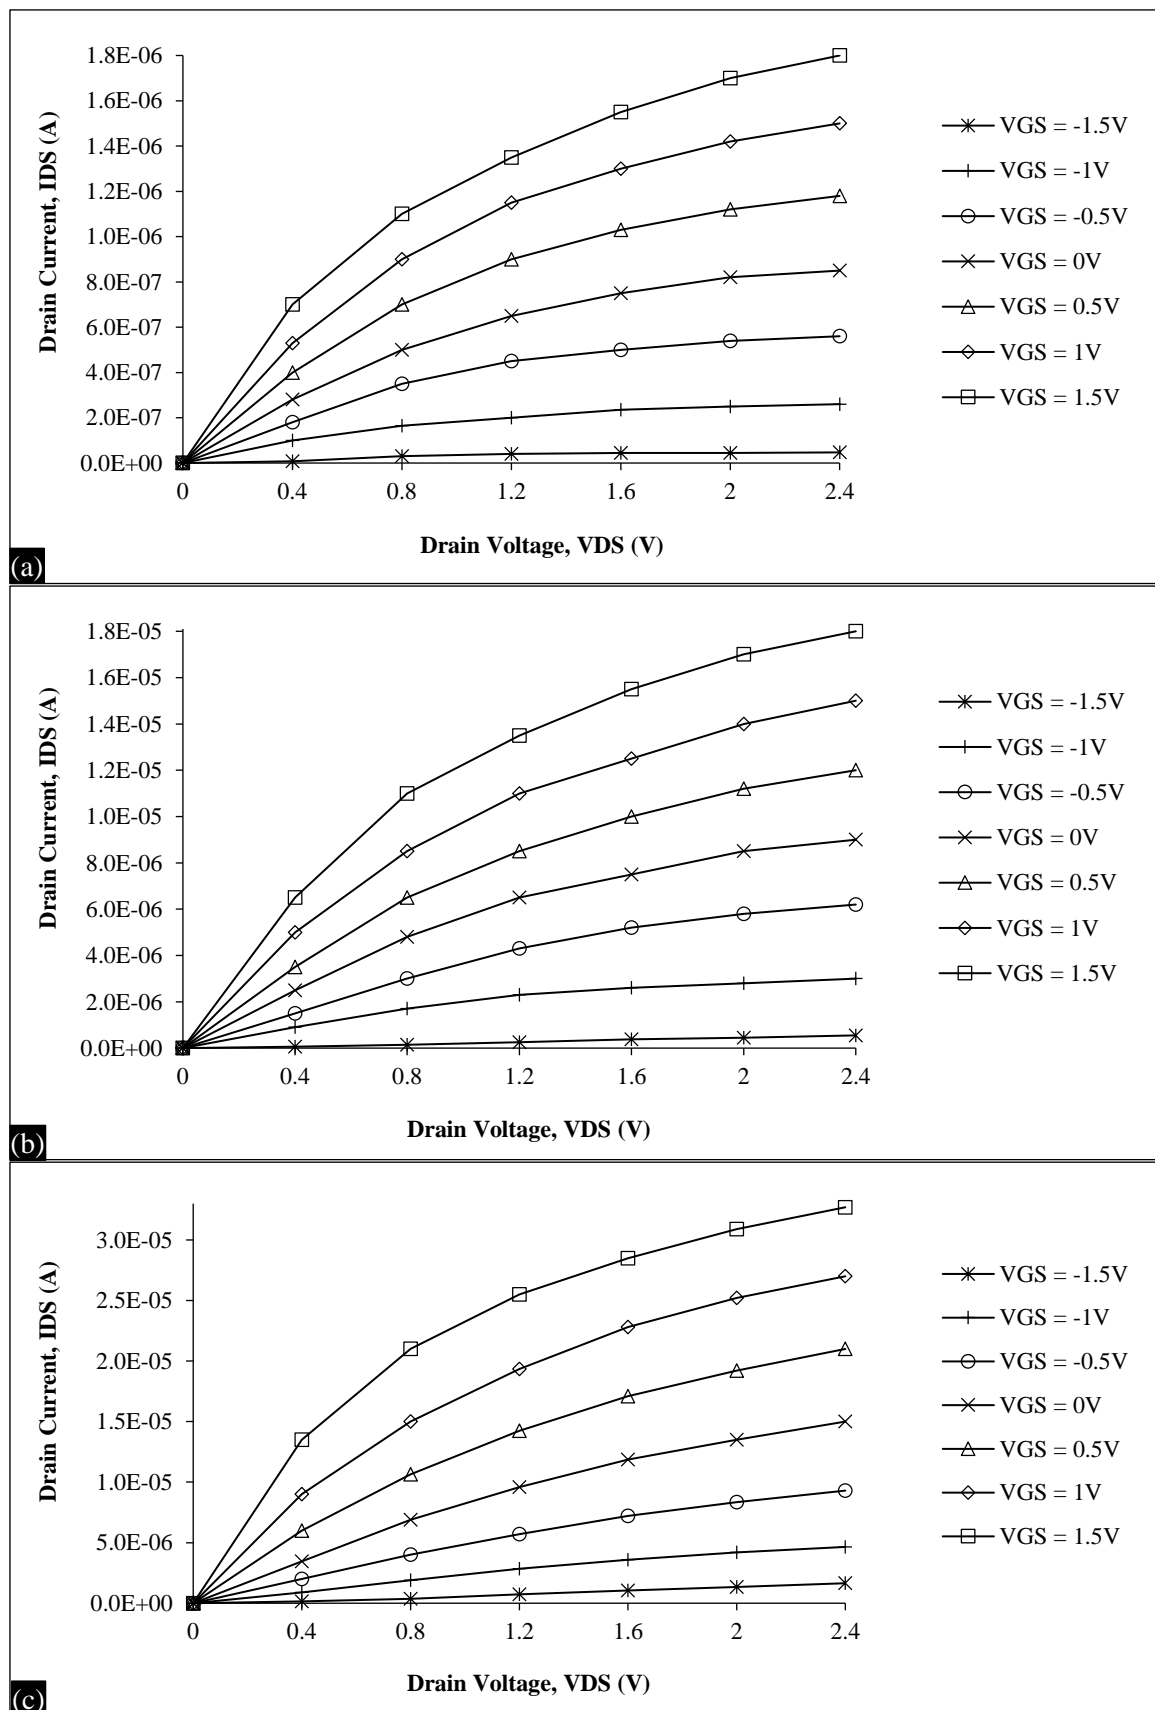 1.8E-06
1.6E-06
1.4E-06
1.2E-06
1.0E-06
8.0E-07
6.0E-07
4.0E-07
2.0E-07
0.0E+00
Drain Current, IDS (A)
0 0.4 0.8 1.2 1.6 2 2.4
Drain Voltage, VDS (V)
VGS = -1.5V
VGS = -1V
VGS = -0.5V
VGS = 0V
VGS = 0.5V
VGS = 1V
VGS = 1.5V
(a)
1.8E-05
1.6E-05
1.4E-05
1.2E-05
1.0E-05
8.0E-06
6.0E-06
4.0E-06
2.0E-06
0.0E+00
Drain Current, IDS (A)
0 0.4 0.8 1.2 1.6 2 2.4
Drain Voltage, VDS (V)
VGS = -1.5V
VGS = -1V
VGS = -0.5V
VGS = 0V
VGS = 0.5V
VGS = 1V
VGS = 1.5V
(b)
3.0E-05
2.5E-05
2.0E-05
1.5E-05
1.0E-05
5.0E-06
0.0E+00
Drain Current, IDS (A)
0 0.4 0.8 1.2 1.6 2 2.4
Drain Voltage, VDS (V)
VGS = -1.5V
VGS = -1V
VGS = -0.5V
VGS = 0V
VGS = 0.5V
VGS = 1V
VGS = 1.5V
(c)